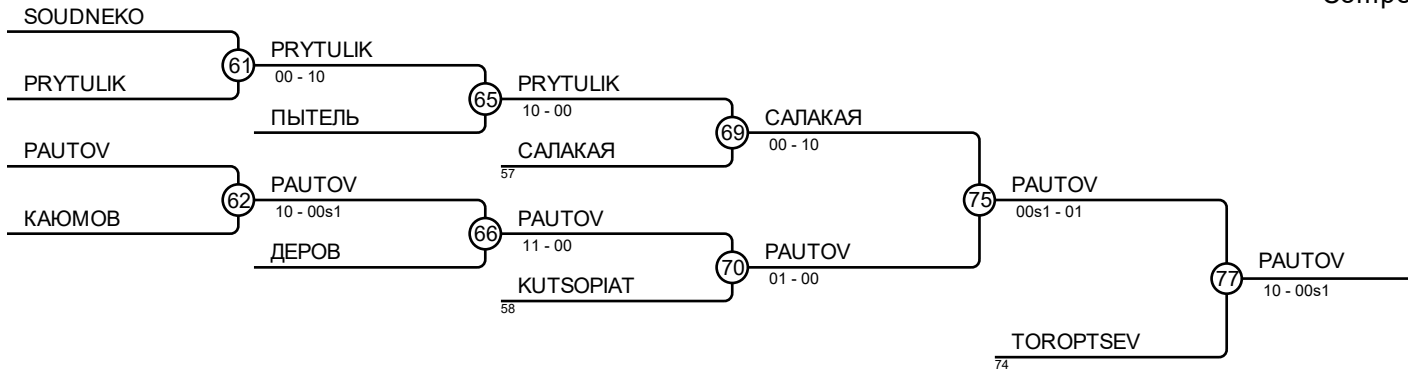 Compe
SOUDNEKO
61
PRYTULIK
00 - 10
PRYTULIK
65
PRYTULIK
10 - 00
ПЫТЕЛЬ
69
САЛАКАЯ
00 - 10
PAUTOV
САЛАКАЯ
57
62
PAUTOV
10 - 00s1
75
PAUTOV
00s1 - 01
КАЮМОВ
66
PAUTOV
11 - 00
ДЕРОВ
70
PAUTOV
01 - 00
77
PAUTOV
10 - 00s1
KUTSOPIAT
58
TOROPTSEV
74